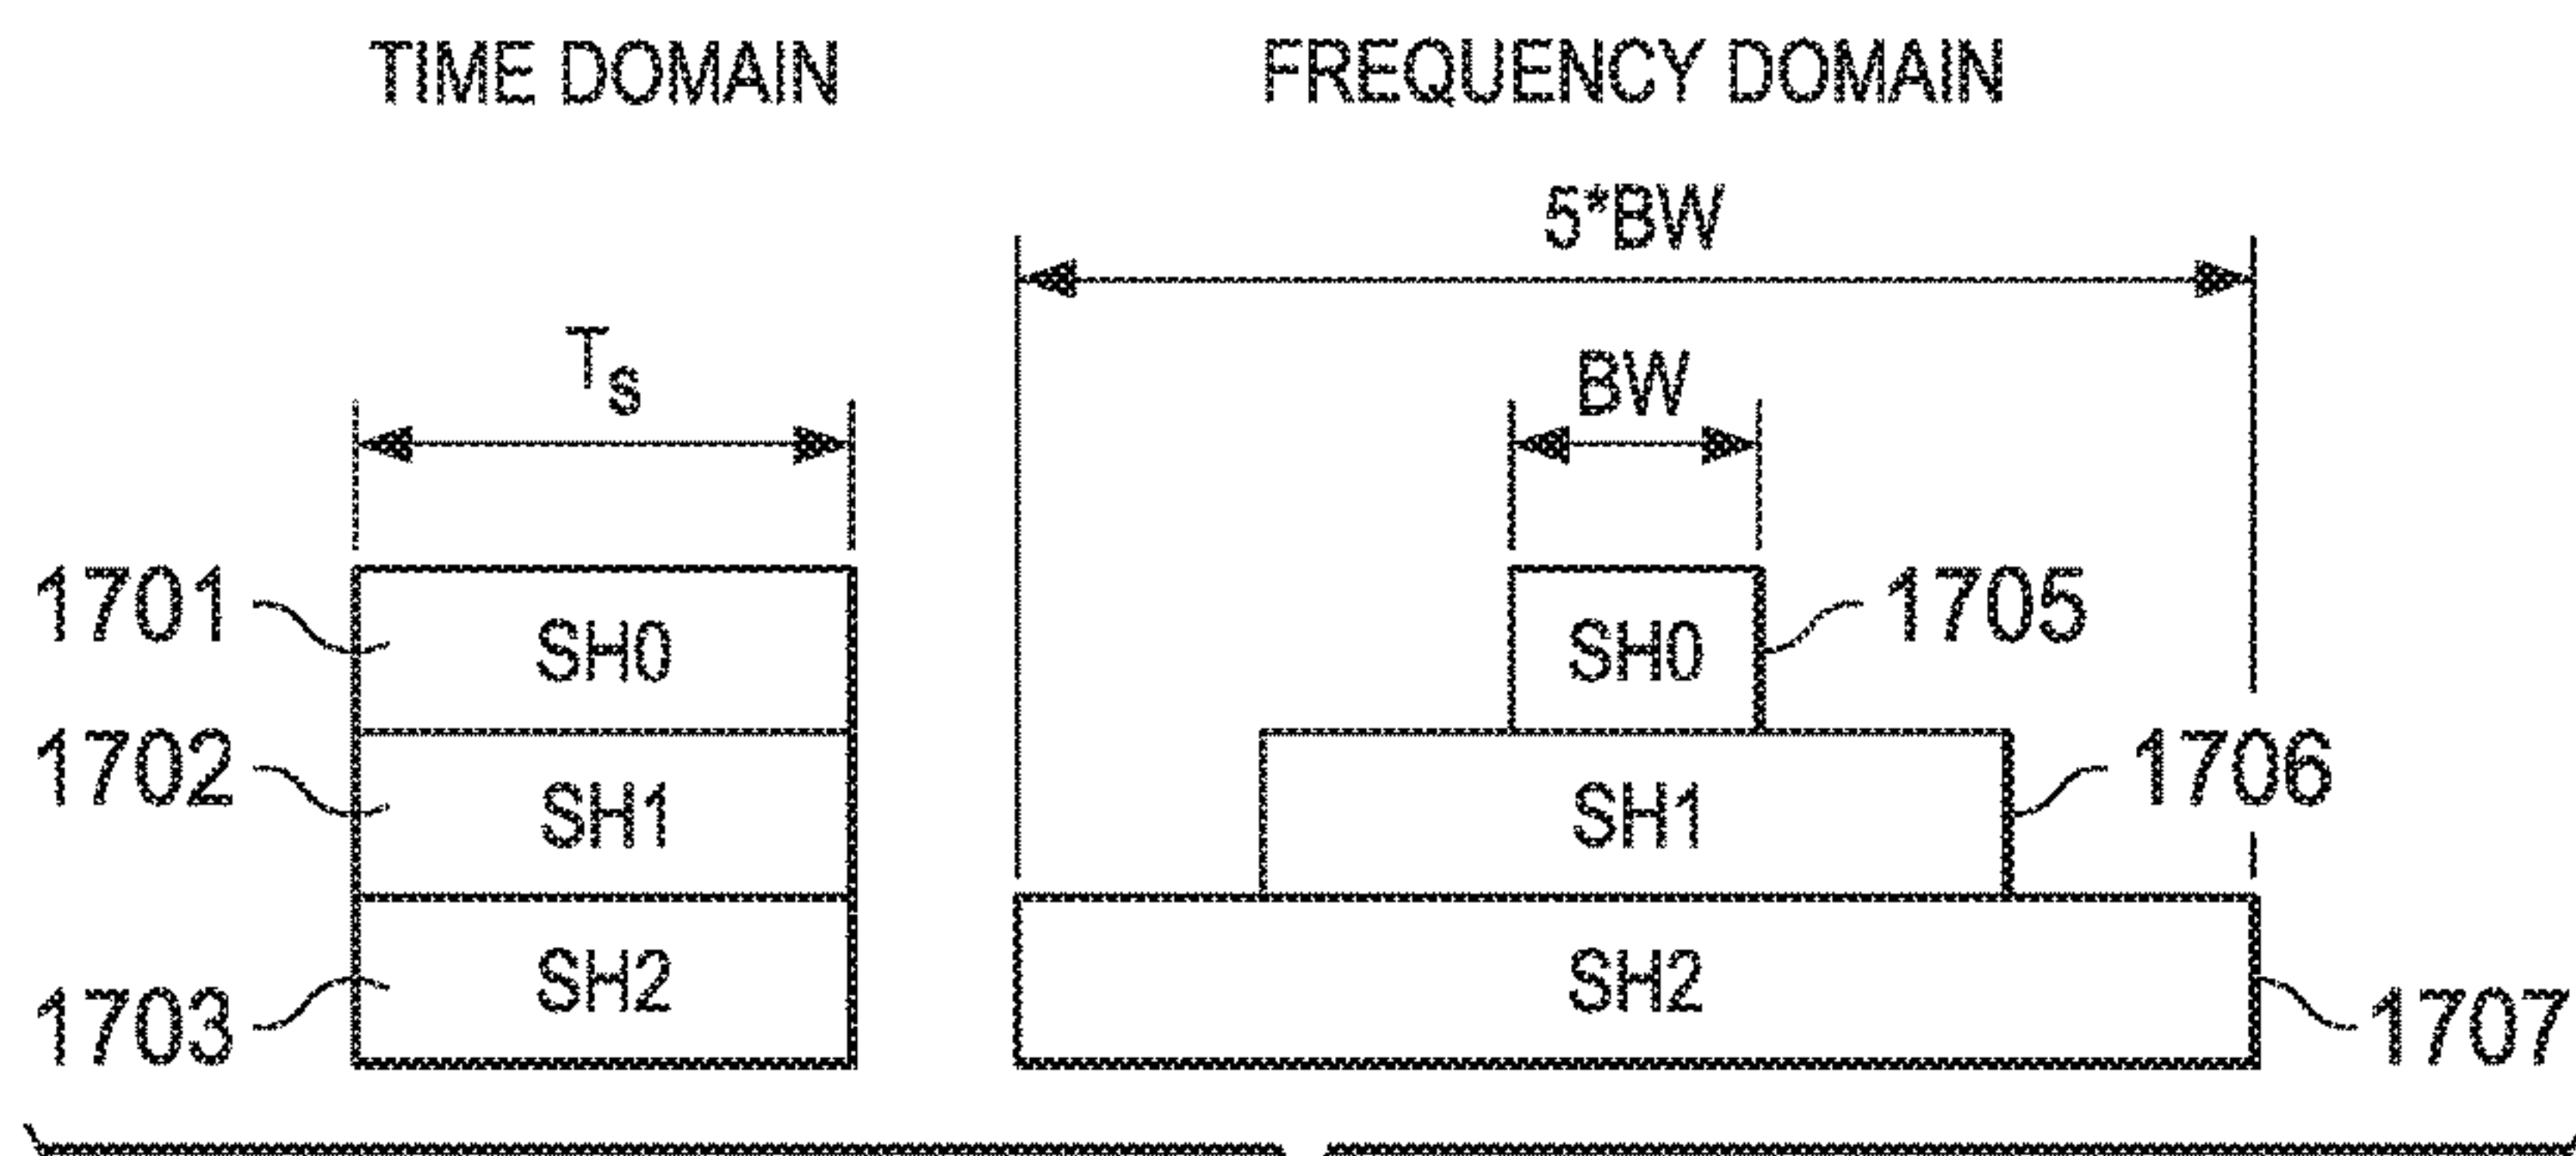 TIME DOMAIN
FREQUENCY DOMAIN
5*BW
Ts
BW
1701
SH0
SH0
1705
1702
SH1
SH1
1706
1703
SH2
SH2
1707